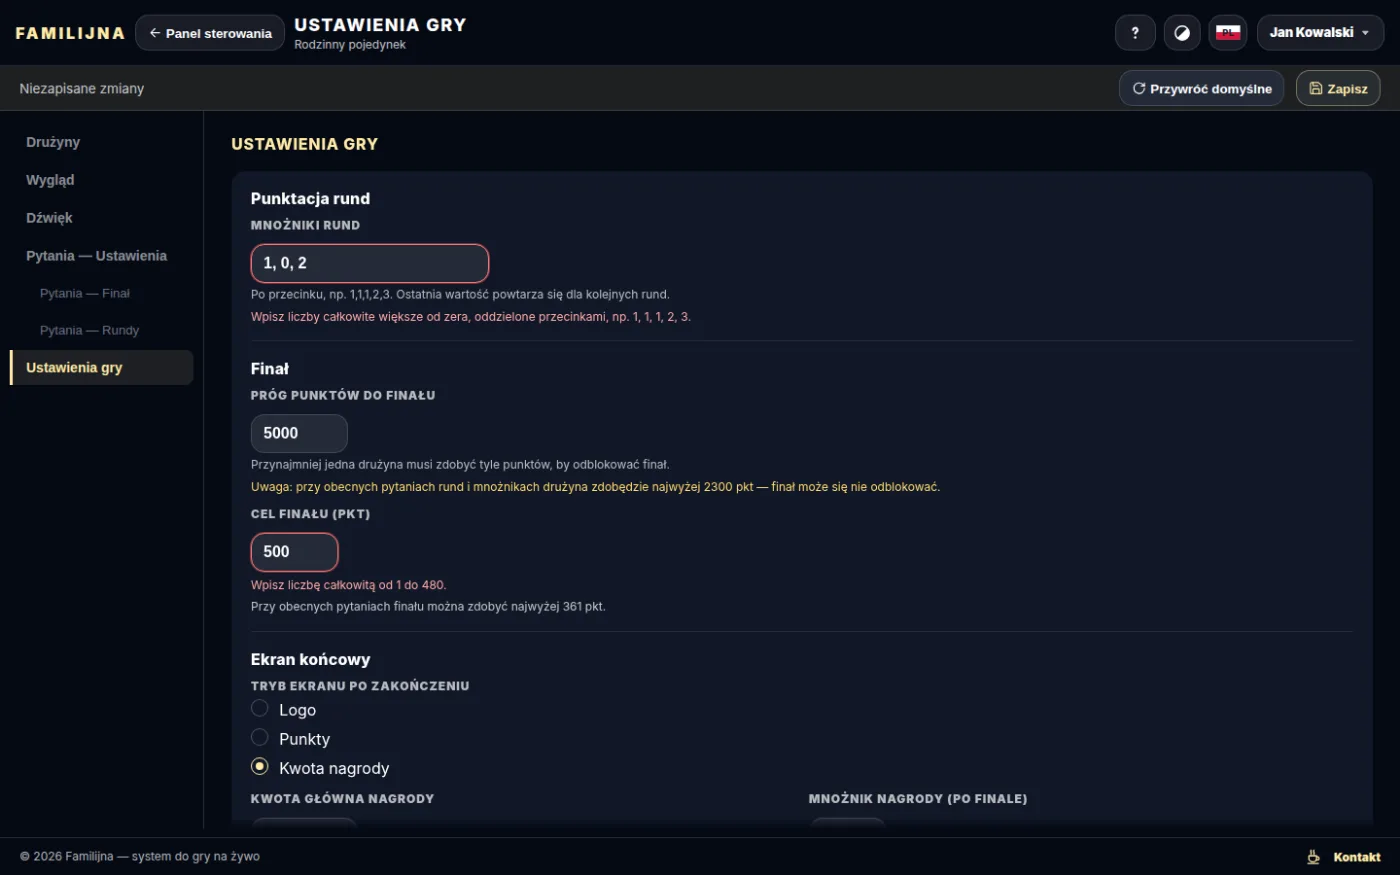 FAMILIJNA
← Panel sterowania
USTAWIENIA GRY
Rodzinny pojedynek
?
PL
Jan Kowalski
Niezapisane zmiany
Przywróć domyślne
Zapisz
Drużyny
Wygląd
Dźwięk
Pytania — Ustawienia
Pytania — Finał
Pytania — Rundy
Ustawienia gry
USTAWIENIA GRY
Punktacja rund
MNOŻNIKI RUND
1, 0, 2
Po przecinku, np. 1,1,1,2,3. Ostatnia wartość powtarza się dla kolejnych rund.
Wpisz liczby całkowite większe od zera, oddzielone przecinkami, np. 1, 1, 1, 2, 3.
Finał
PRÓG PUNKTÓW DO FINAŁU
5000
Przynajmniej jedna drużyna musi zdobyć tyle punktów, by odblokować finał.
Uwaga: przy obecnych pytaniach rund i mnożnikach drużyna zdobędzie najwyżej 2300 pkt — finał może się nie odblokować.
CEL FINAŁU (PKT)
500
Wpisz liczbę całkowitą od 1 do 480.
Przy obecnych pytaniach finału można zdobyć najwyżej 361 pkt.
Ekran końcowy
TRYB EKRANU PO ZAKOŃCZENIU
Logo
Punkty
Kwota nagrody
KWOTA GŁÓWNA NAGRODY
MNOŻNIK NAGRODY (PO FINALE)
© 2026 Familijna — system do gry na żywo
Kontakt